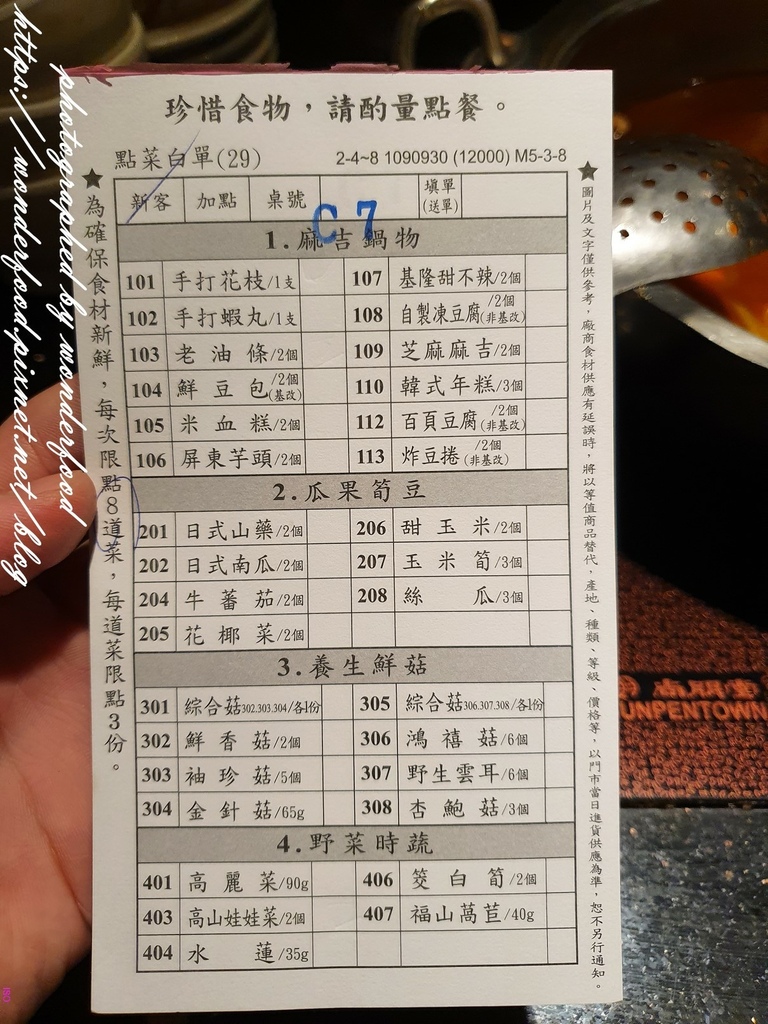 珍惜食物，請酌量點餐。
點菜白單(29) 2-4~8 1090930 (12000) M5-3-8
新客 加點 桌號 C7 填單(送單)
1.麻吉鍋物
101 手打花枝/1支 107 基隆甜不辣/2個
102 手打蝦丸/1支 108 自製凍豆腐/2個(非基改)
103 老油條/2個 109 芝麻麻吉/2個
104 鮮豆包/2個(基改) 110 韓式年糕/3個
105 米血糕/2個 112 百頁豆腐/2個(非基改)
106 屏東芋頭/2個 113 炸豆捲/2個(非基改)
2.瓜果筍豆
201 日式山藥/2個 206 甜玉米/2個
202 日式南瓜/2個 207 玉米筍/3個
204 牛蕃茄/2個 208 絲瓜/3個
205 花椰菜/2個
3.養生鮮菇
301 綜合菇302.303.304/各1份 305 綜合菇306.307.308/各1份
302 鮮香菇/2個 306 鴻禧菇/6個
303 袖珍菇/5個 307 野生雲耳/6個
304 金針菇/65g 308 杏鮑菇/3個
4.野菜時蔬
401 高麗菜/90g 406 筊白筍/2個
403 高山娃娃菜/2個 407 福山萵苣/40g
404 水蓮/35g
★為確保食材新鮮，每次限點8道菜，每道菜限點3份。
★圖片及文字僅供參考，廠商食材供應有延誤時，將以等值商品替代，產地、種類、等級、價格等，以門市當日進貨供應為準，恕不另行通知。
photographed by wonderfood
https://wonderfood.pixnet.net/blog
UNPENTOWN